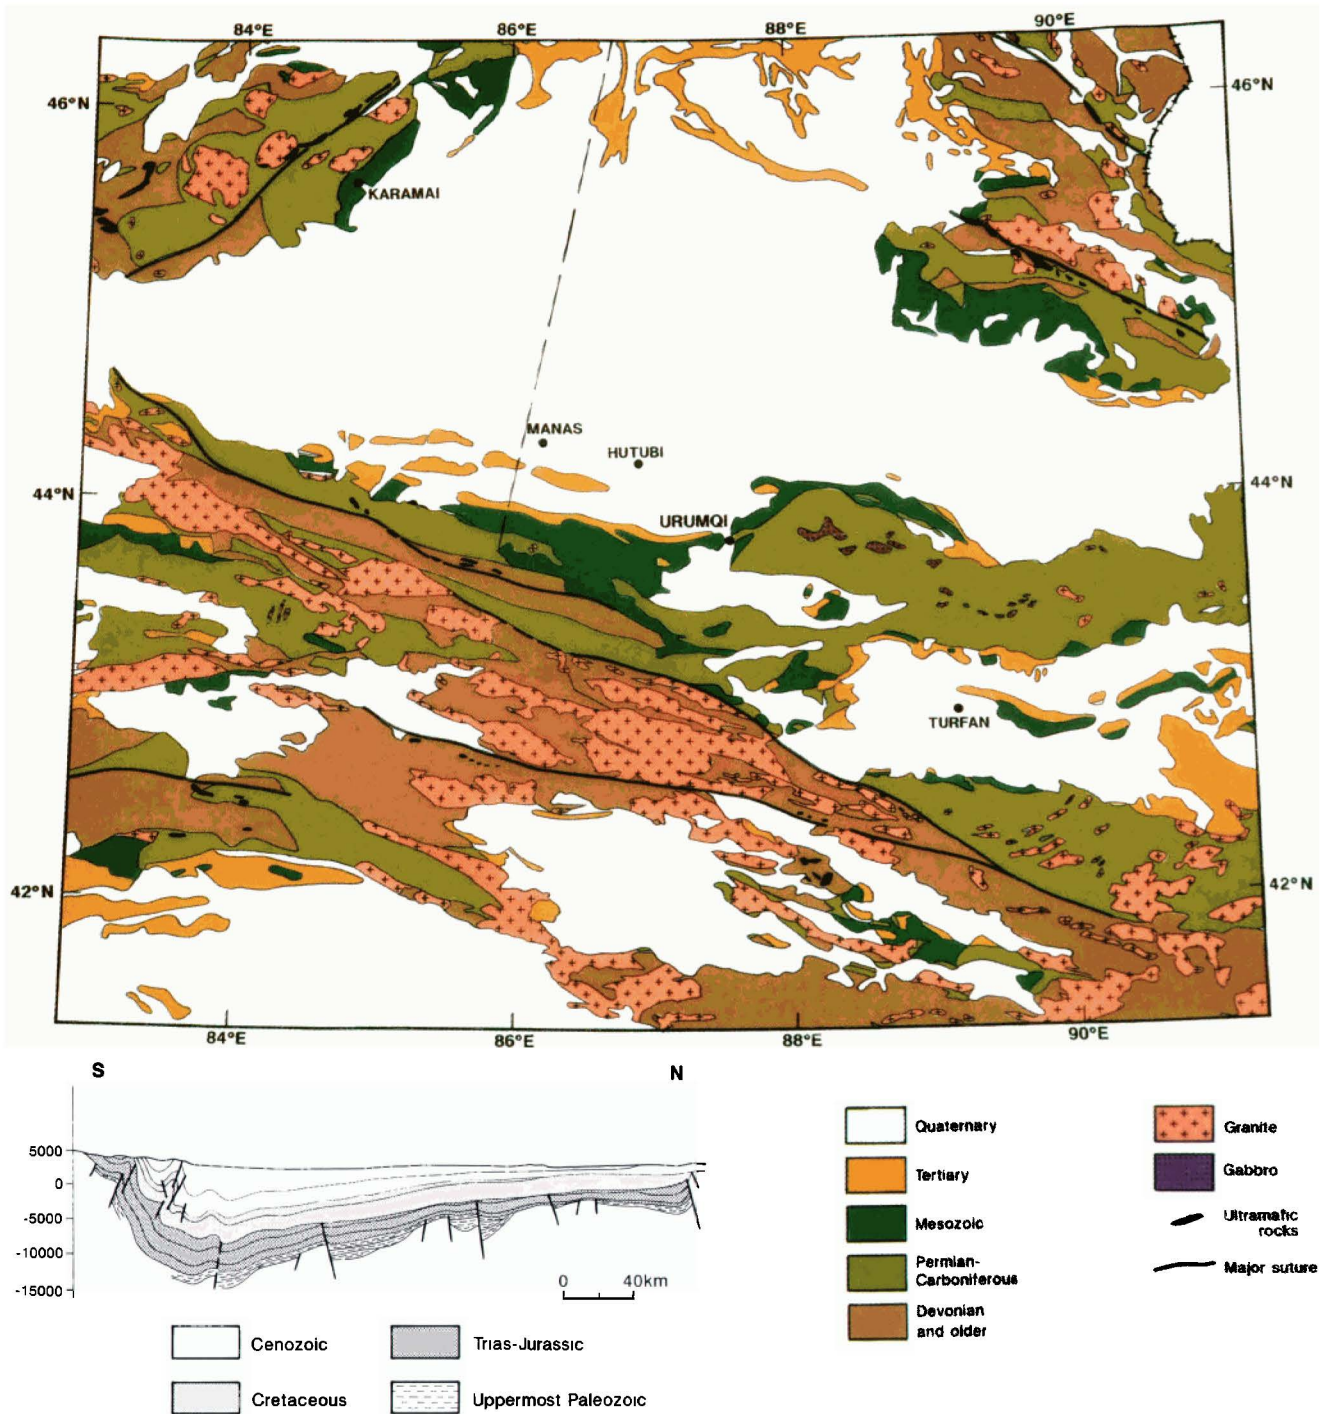 84°E
86°E
88°E
90°E
46°N
46°N
KARAMAI
MANAS
HUTUBI
44°N
44°N
URUMQI
TURFAN
42°N
42°N
84°E
86°E
88°E
90°E
S
N
5000
0
-5000
-10000
-15000
0
40km
Cenozoic
Trias-Jurassic
Cretaceous
Uppermost Paleozoic
Quaternary
Tertiary
Mesozoic
Permian-
Carboniferous
Devonian
and older
Granite
Gabbro
Ultramafic
rocks
Major suture